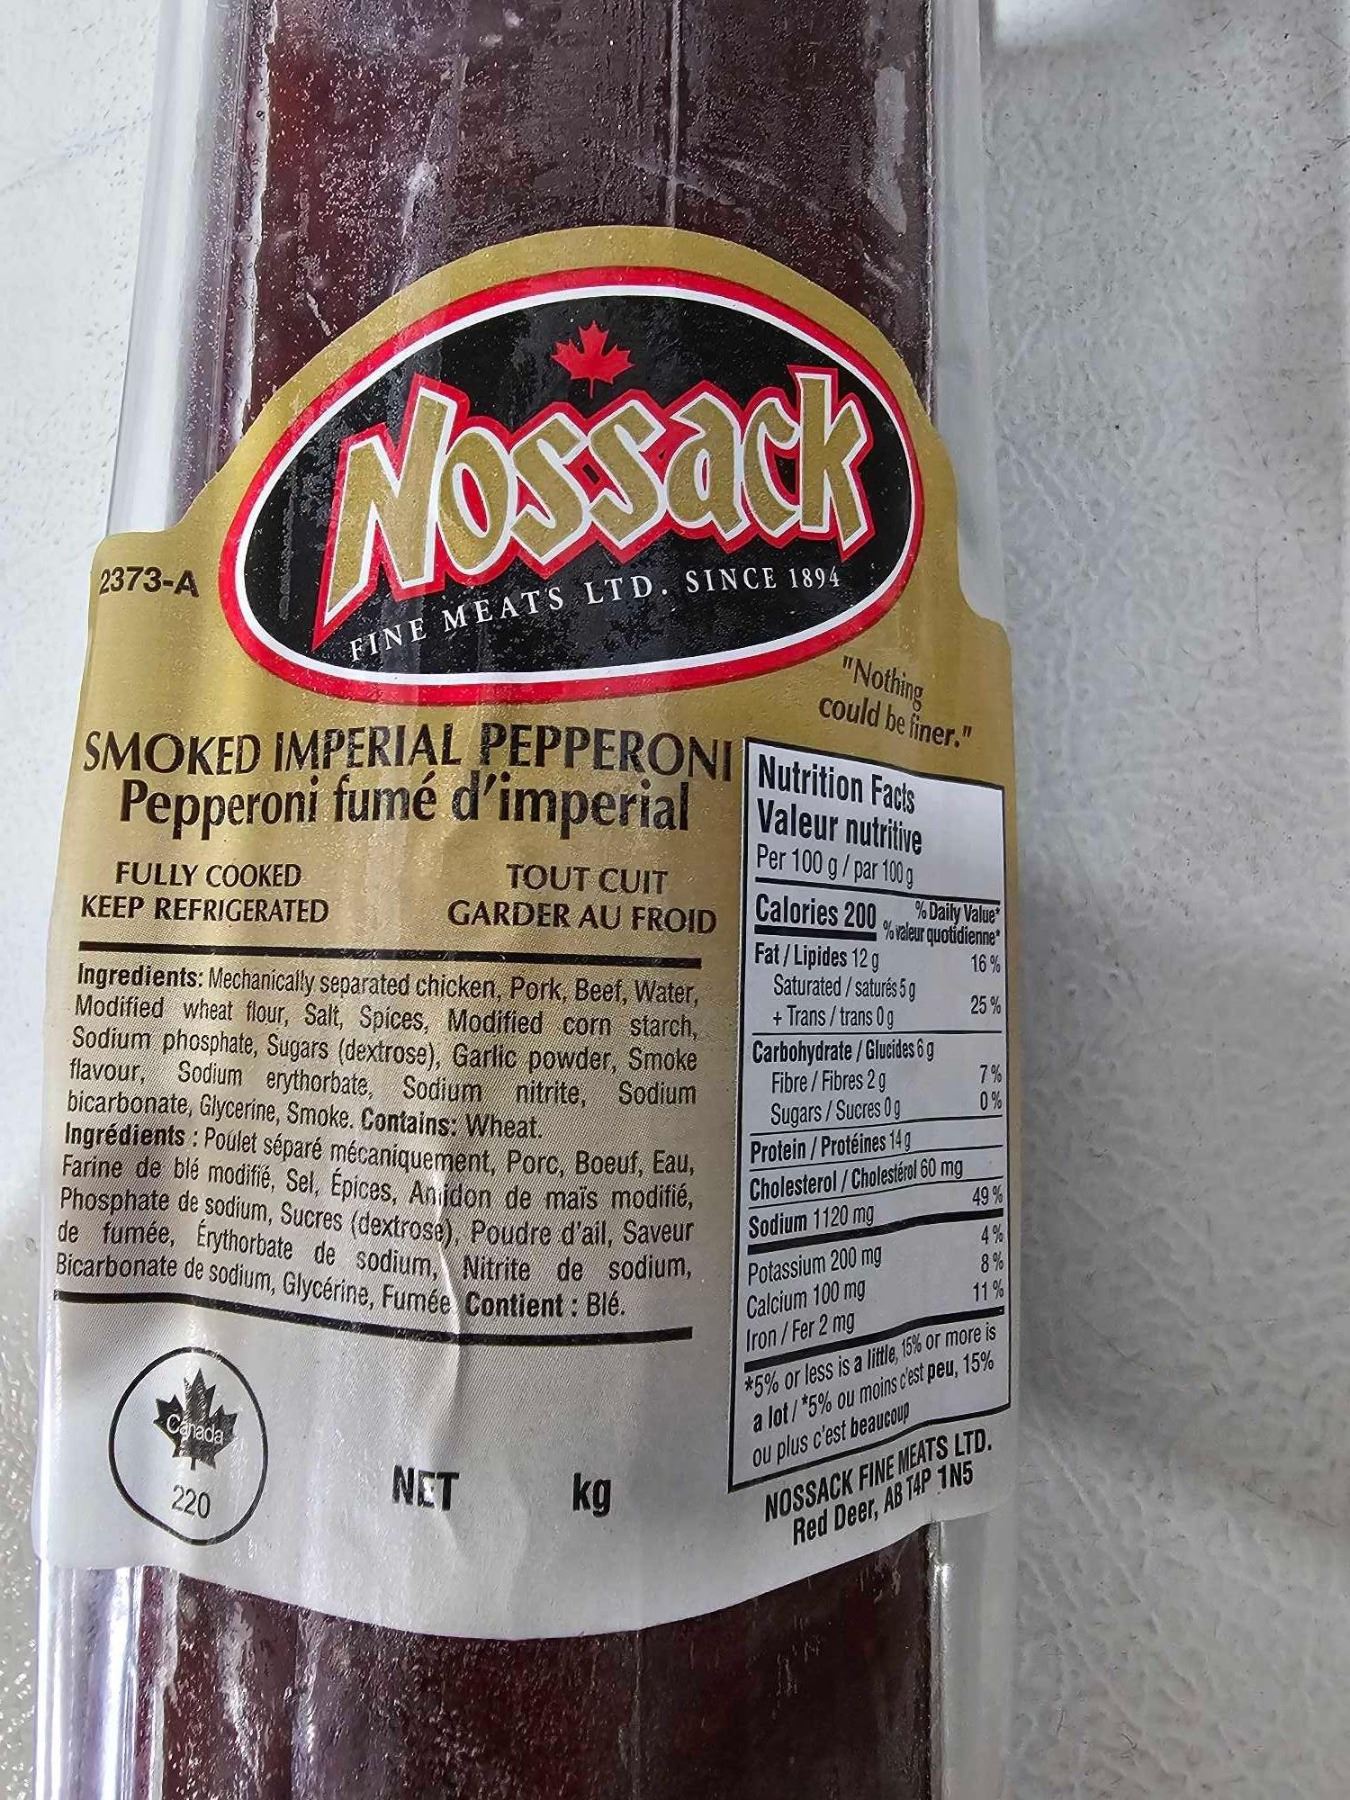 Nossack
FINE MEATS LTD. SINCE 1894
2373-A
"Nothing
could be finer."
SMOKED IMPERIAL PEPPERONI
Pepperoni fumé d'imperial
FULLY COOKED
KEEP REFRIGERATED
TOUT CUIT
GARDER AU FROID
Ingredients: Mechanically separated chicken, Pork, Beef, Water,
Modified wheat flour, Salt, Spices, Modified corn starch,
Sodium phosphate, Sugars (dextrose), Garlic powder, Smoke
flavour, Sodium erythorbate, Sodium nitrite, Sodium
bicarbonate, Glycerine, Smoke. Contains: Wheat.
Ingrédients : Poulet séparé mécaniquement, Porc, Boeuf, Eau,
Farine de blé modifié, Sel, Épices, Amidon de maïs modifié,
Phosphate de sodium, Sucres (dextrose), Poudre d'ail, Saveur
de fumée, Érythorbate de sodium, Nitrite de sodium,
Bicarbonate de sodium, Glycérine, Fumée Contient : Blé.
Canada
220
NET kg
Nutrition Facts
Valeur nutritive
Per 100 g / par 100 g
Calories 200
% Daily Value*
% valeur quotidienne*
Fat / Lipides 12 g 16 %
Saturated / saturés 5 g
+ Trans / trans 0 g 25 %
Carbohydrate / Glucides 6 g
Fibre / Fibres 2 g 7 %
Sugars / Sucres 0 g 0 %
Protein / Protéines 14 g
Cholesterol / Cholestérol 60 mg
Sodium 1120 mg 49 %
Potassium 200 mg 4 %
Calcium 100 mg 8 %
Iron / Fer 2 mg 11 %
*5% or less is a little, 15% or more is
a lot / *5% ou moins c'est peu, 15%
ou plus c'est beaucoup
NOSSACK FINE MEATS LTD.
Red Deer, AB T4P 1N5